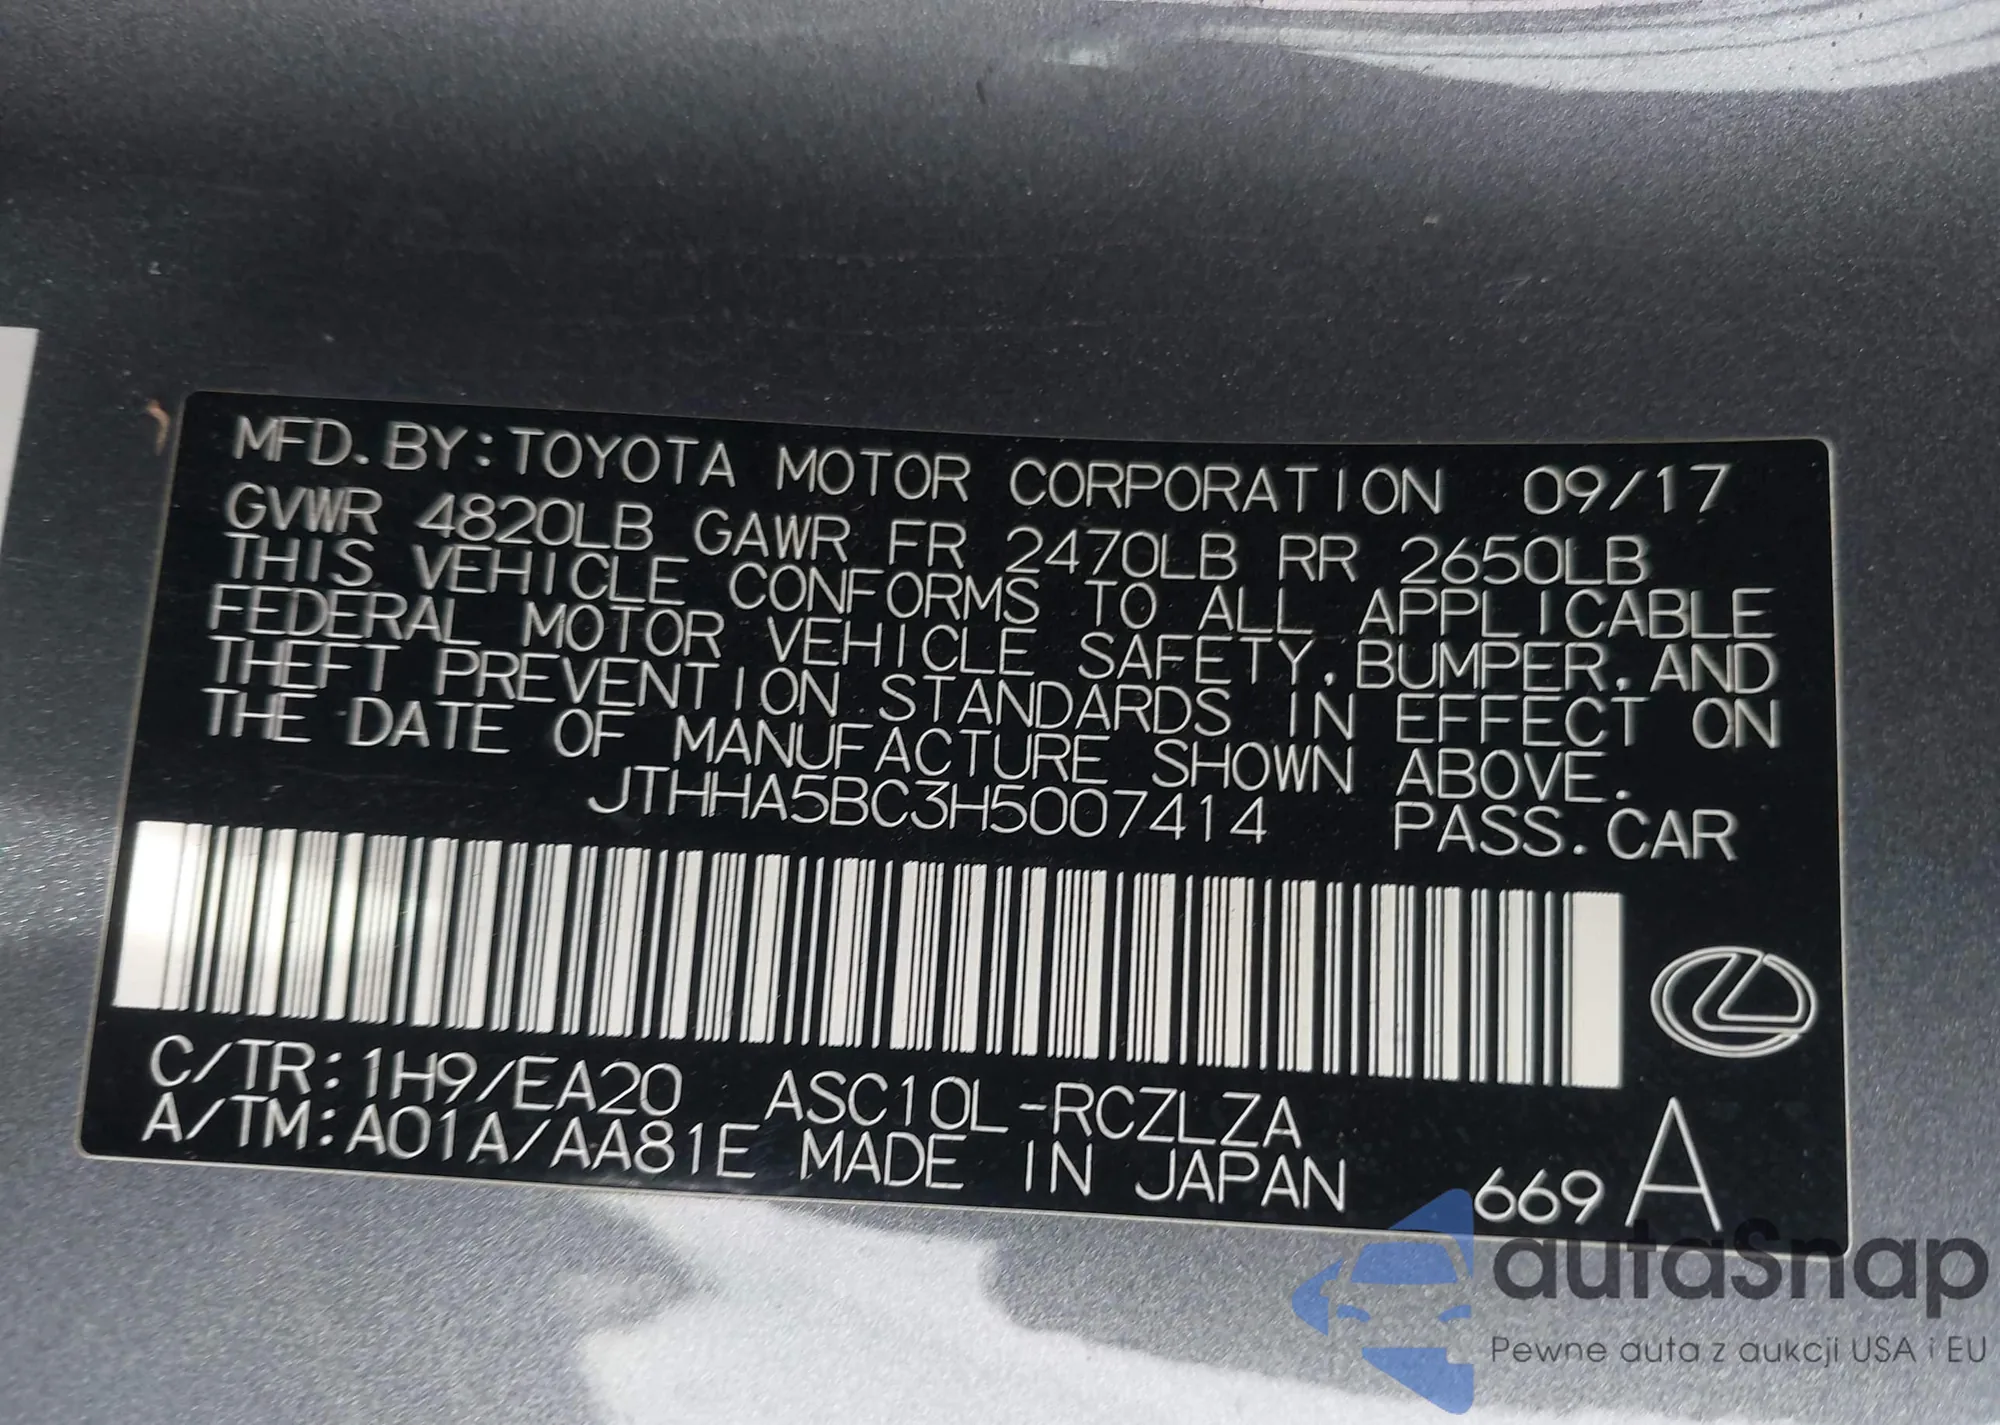 MFD. BY: TOYOTA MOTOR CORPORATION 09/17
GVWR 4820LB GAWR FR 2470LB RR 2650LB
THIS VEHICLE CONFORMS TO ALL APPLICABLE
FEDERAL MOTOR VEHICLE SAFETY, BUMPER, AND
THEFT PREVENTION STANDARDS IN EFFECT ON
THE DATE OF MANUFACTURE SHOWN ABOVE.
JTHHA5BC3H5007414 PASS. CAR
C/TR: 1H9/EA20 ASC10L-RCZLZA
A/TM: A01A/AA81E MADE IN JAPAN 669 A
autaSnap
Pewne auta z aukcji USA i EU